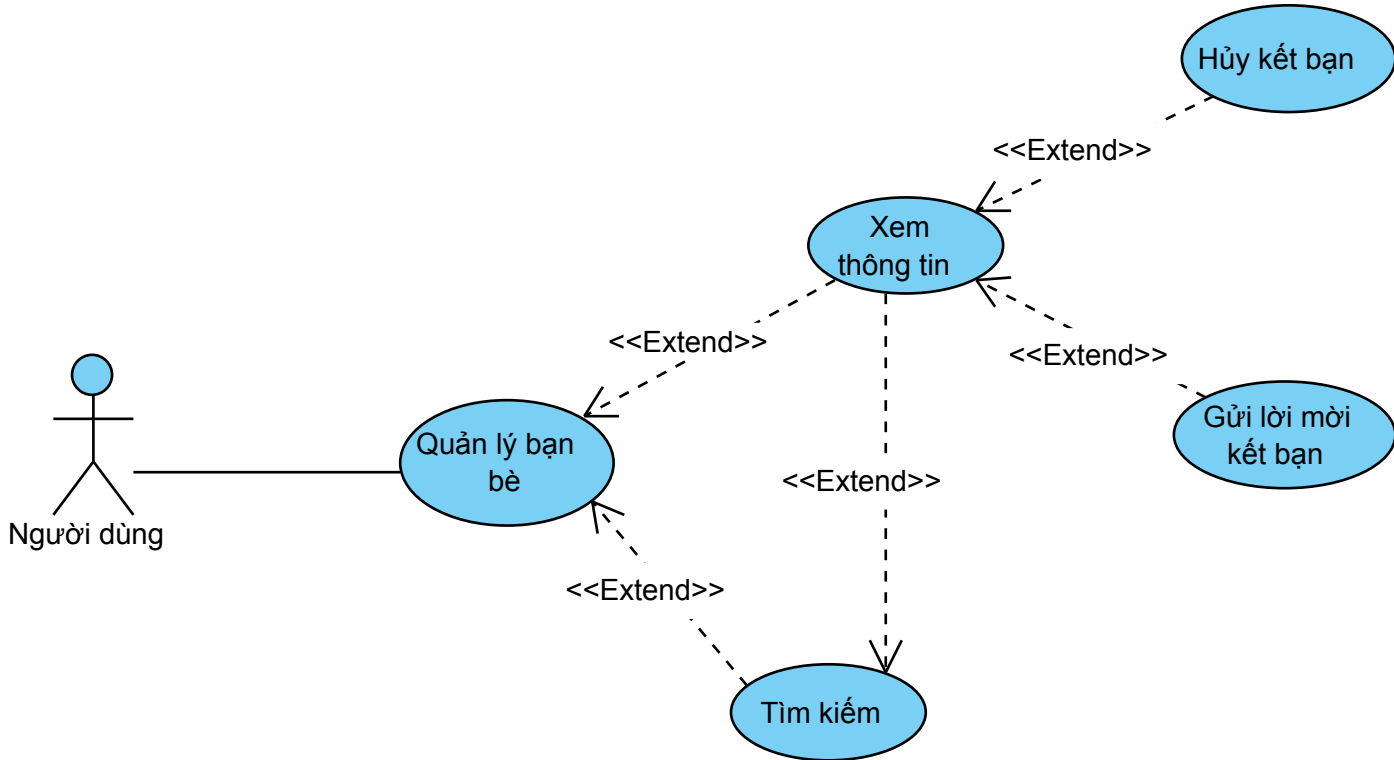 Hủy kết bạn
<<Extend>>
Xem
thông tin
<<Extend>>
<<Extend>>
Gửi lời mời
kết bạn
Quản lý bạn
bè
<<Extend>>
Người dùng
<<Extend>>
Tìm kiếm